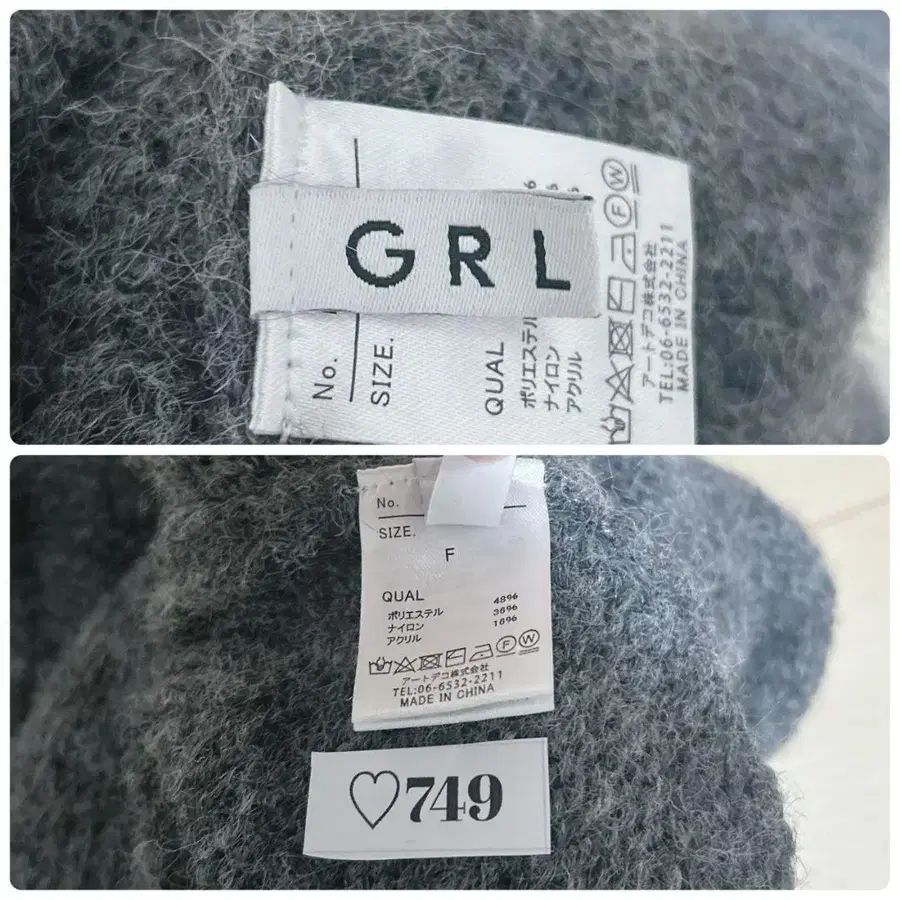 GRL
No.
SIZE.
QUAL
ポリエステル
ナイロン
アクリル
アートデコ株式会社
TEL:06-6532-2211
MADE IN CHINA
No.
SIZE.
F
QUAL
ポリエステル 48%
ナイロン 36%
アクリル 16%
アートデコ株式会社
TEL:06-6532-2211
MADE IN CHINA
♡749